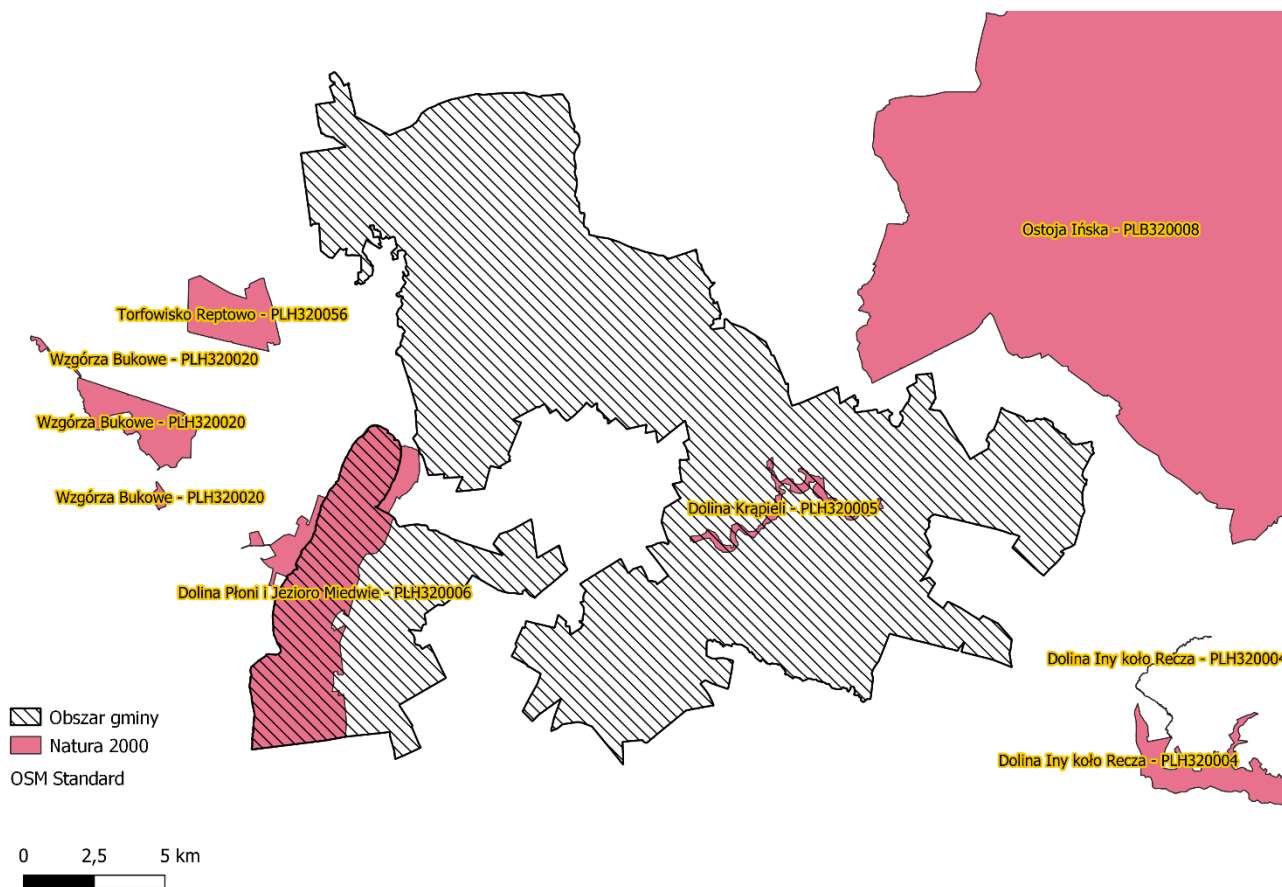 Ostoja Ińska - PLB320008
Torfowisko Reptowo - PLH320056
Wzgórza Bukowe - PLH320020
Wzgórza Bukowe - PLH320020
Wzgórza Bukowe - PLH320020
Dolina Krąpieli - PLH320005
Dolina Płoni i Jezioro Miedwie - PLH320006
Dolina Iny koło Recza - PLH320004
Dolina Iny koło Recza - PLH320004
Obszar gminy
Natura 2000
OSM Standard
0 2,5 5 km